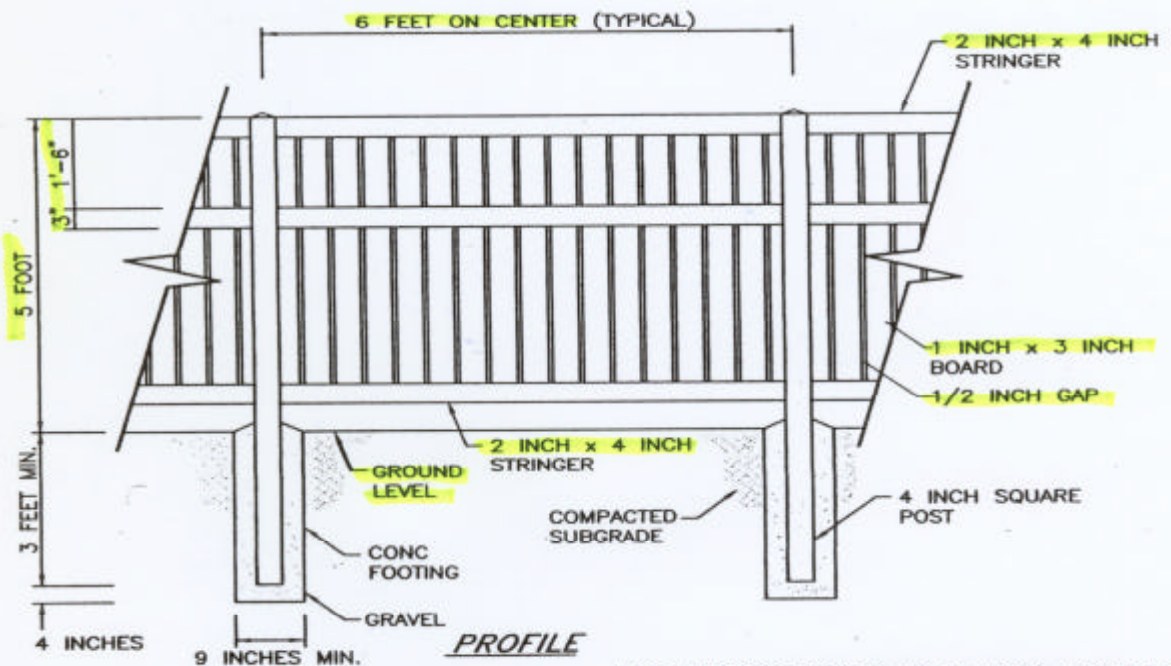 6 FEET ON CENTER (TYPICAL)
2 INCH x 4 INCH
STRINGER
1'-6"
3"
5 FOOT
1 INCH x 3 INCH
BOARD
1/2 INCH GAP
2 INCH x 4 INCH
STRINGER
GROUND
LEVEL
3 FEET MIN.
4 INCH SQUARE
POST
COMPACTED
SUBGRADE
CONC
FOOTING
GRAVEL
4 INCHES
9 INCHES MIN.
PROFILE